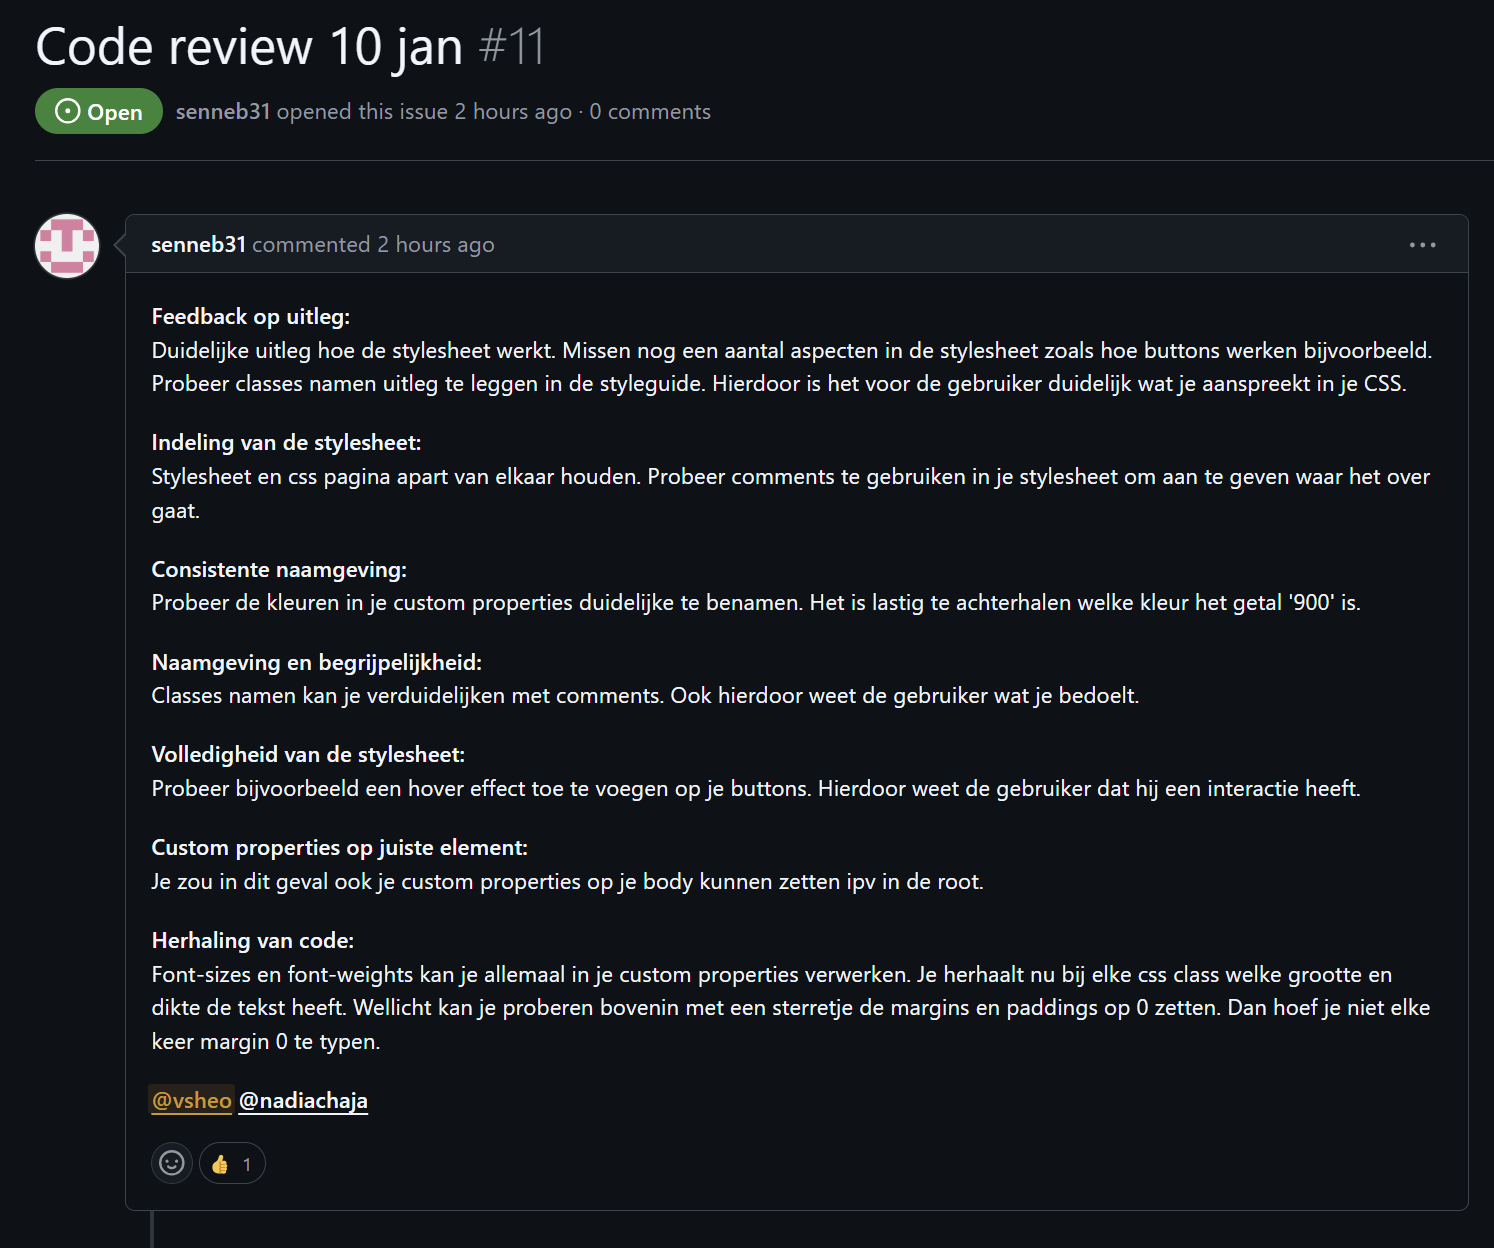 Code review 10 jan #11
Open senneb31 opened this issue 2 hours ago · 0 comments
senneb31 commented 2 hours ago
Feedback op uitleg:
Duidelijke uitleg hoe de stylesheet werkt. Missen nog een aantal aspecten in de stylesheet zoals hoe buttons werken bijvoorbeeld.
Probeer classes namen uitleg te leggen in de styleguide. Hierdoor is het voor de gebruiker duidelijk wat je aanspreekt in je CSS.
Indeling van de stylesheet:
Stylesheet en css pagina apart van elkaar houden. Probeer comments te gebruiken in je stylesheet om aan te geven waar het over
gaat.
Consistente naamgeving:
Probeer de kleuren in je custom properties duidelijke te benamen. Het is lastig te achterhalen welke kleur het getal '900' is.
Naamgeving en begrijpelijkheid:
Classes namen kan je verduidelijken met comments. Ook hierdoor weet de gebruiker wat je bedoelt.
Volledigheid van de stylesheet:
Probeer bijvoorbeeld een hover effect toe te voegen op je buttons. Hierdoor weet de gebruiker dat hij een interactie heeft.
Custom properties op juiste element:
Je zou in dit geval ook je custom properties op je body kunnen zetten ipv in de root.
Herhaling van code:
Font-sizes en font-weights kan je allemaal in je custom properties verwerken. Je herhaalt nu bij elke css class welke grootte en
dikte de tekst heeft. Wellicht kan je proberen bovenin met een sterretje de margins en paddings op 0 zetten. Dan hoef je niet elke
keer margin 0 te typen.
@vsheo @nadiachaja
👍 1